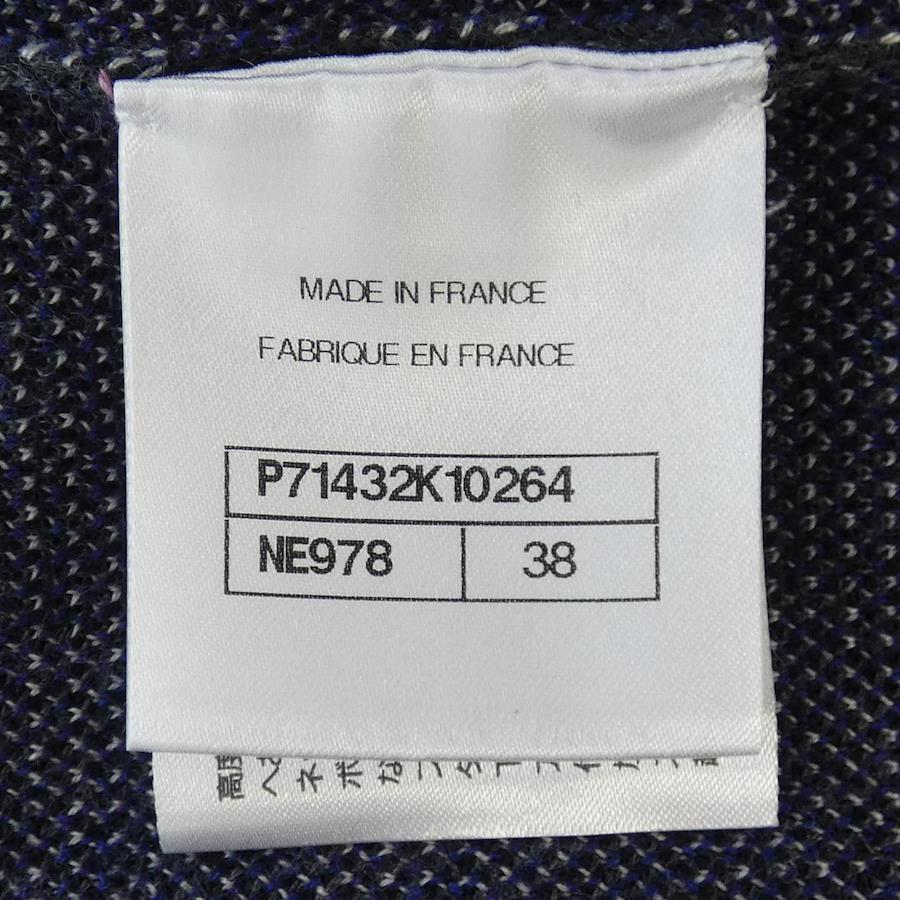 MADE IN FRANCE
FABRIQUE EN FRANCE
P71432K10264
NE978 38